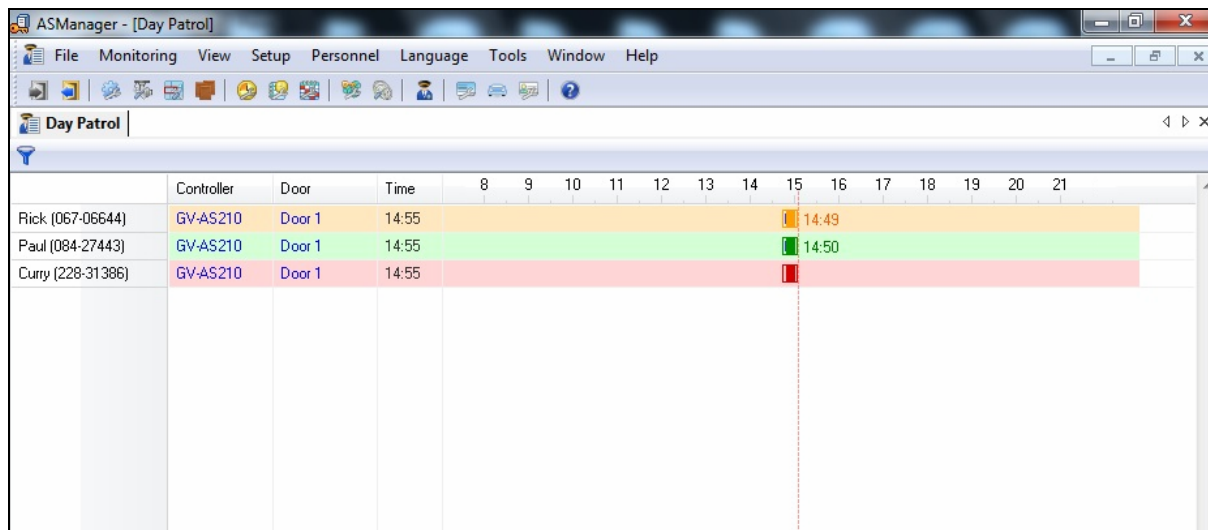 ASManager - [Day Patrol]
File Monitoring View Setup Personnel Language Tools Window Help
Day Patrol
Controller Door Time 8 9 10 11 12 13 14 15 16 17 18 19 20 21
Rick (067-06644) GV-AS210 Door 1 14:55 14:49
Paul (084-27443) GV-AS210 Door 1 14:55 14:50
Curry (228-31386) GV-AS210 Door 1 14:55